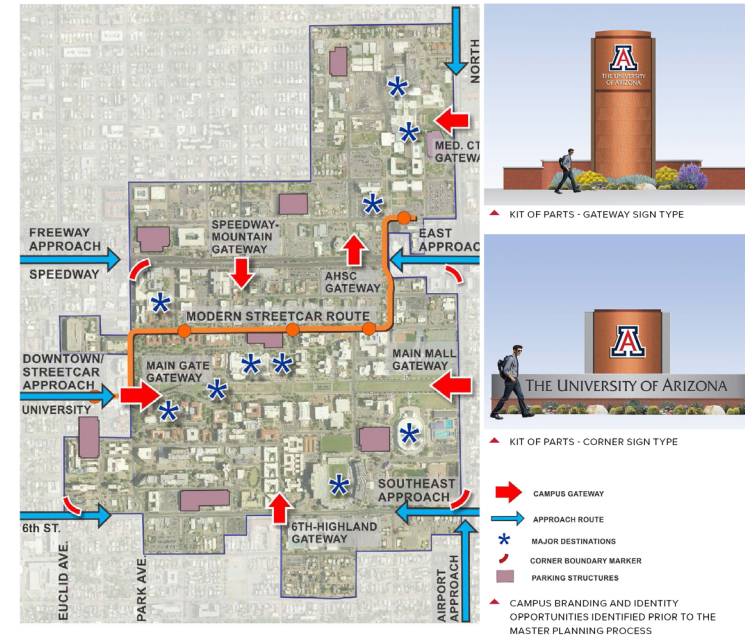 NORTH
MED. CT
GATEWA
FREEWAY
APPROACH
SPEEDWAY
SPEEDWAY-
MOUNTAIN
GATEWAY
EAST
APPROAC
AHSC
GATEWAY
MODERN STREETCAR ROUTE
DOWNTOWN/
STREETCAR
APPROACH
UNIVERSITY
MAIN GATE
GATEWAY
MAIN MALL
GATEWAY
SOUTHEAST
APPROACH
6th ST.
6TH-HIGHLAND
GATEWAY
EUCLID AVE.
PARK AVE.
AIRPORT
APPROACH
A
THE UNIVERSITY
OF ARIZONA
KIT OF PARTS - GATEWAY SIGN TYPE
A
THE UNIVERSITY OF ARIZONA
KIT OF PARTS - CORNER SIGN TYPE
CAMPUS GATEWAY
APPROACH ROUTE
MAJOR DESTINATIONS
CORNER BOUNDARY MARKER
PARKING STRUCTURES
CAMPUS BRANDING AND IDENTITY
OPPORTUNITIES IDENTIFIED PRIOR TO THE
MASTER PLANNING PROCESS